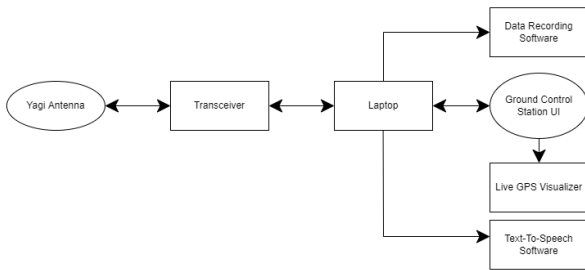 Data Recording
Software
Yagi Antenna
Transceiver
Laptop
Ground Control
Station UI
Live GPS Visualizer
Text-To-Speech
Software